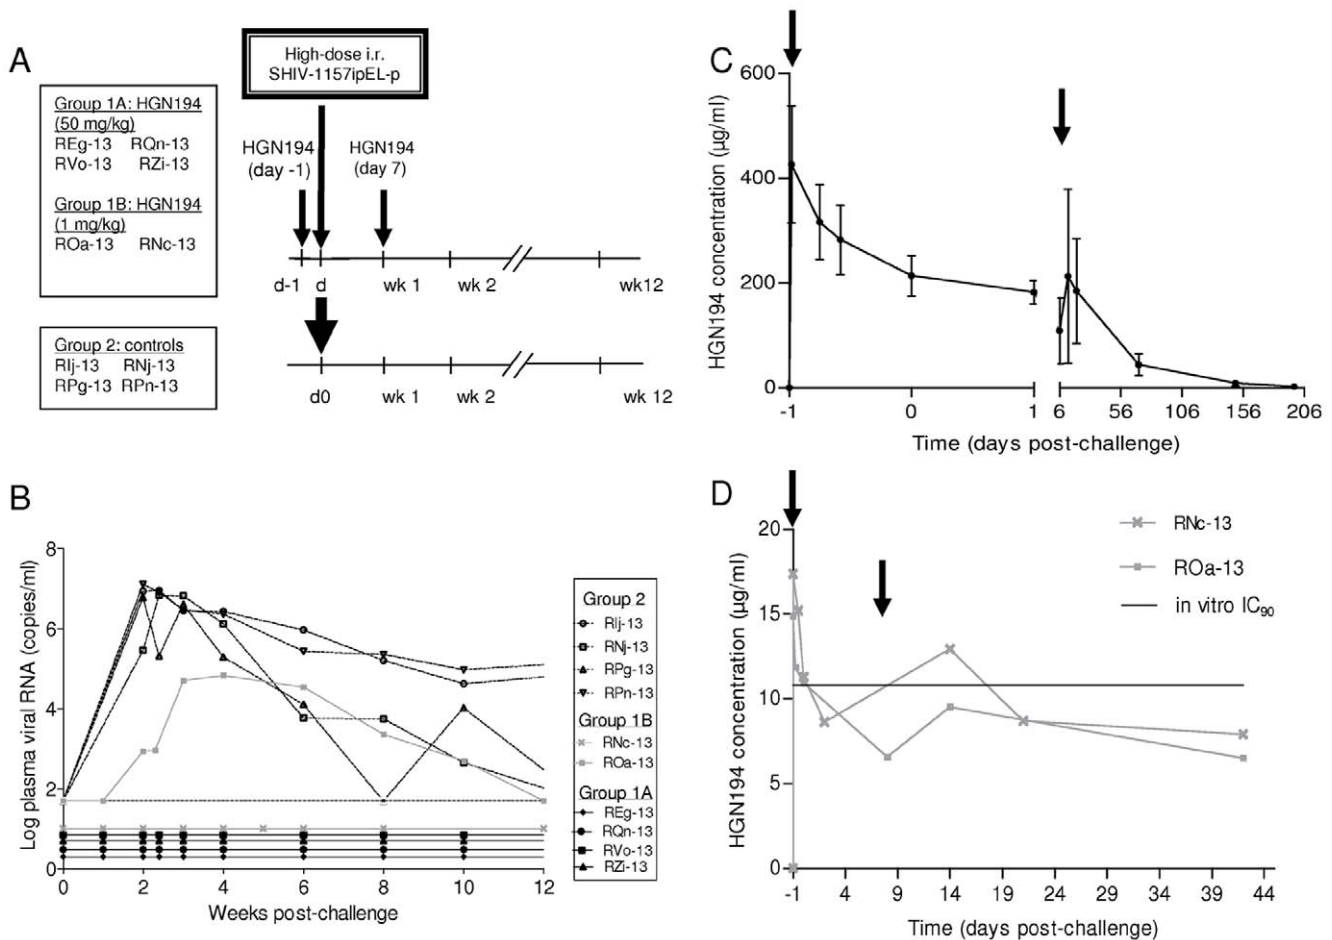 A
High-dose i.r.
SHIV-1157ipEL-p
Group 1A: HGN194
(50 mg/kg)
REg-13 RQn-13
RVo-13 RZi-13
Group 1B: HGN194
(1 mg/kg)
ROa-13 RNc-13
HGN194
(day -1)
HGN194
(day 7)
d-1 d wk 1 wk 2 wk12
Group 2: controls
RIj-13 RNj-13
RPg-13 RPn-13
d0 wk 1 wk 2 wk 12
B
Log plasma viral RNA (copies/ml)
8
6
4
2
0
0 2 4 6 8 10 12
Weeks post-challenge
Group 2
RIj-13
RNj-13
RPg-13
RPn-13
Group 1B
RNc-13
ROa-13
Group 1A
REg-13
RQn-13
RVo-13
RZi-13
C
HGN194 concentration (µg/ml)
600
400
200
0
-1 0 1 6 56 106 156 206
Time (days post-challenge)
D
HGN194 concentration (µg/ml)
20
15
10
5
0
-1 4 9 14 19 24 29 34 39 44
Time (days post-challenge)
RNc-13
ROa-13
in vitro IC90